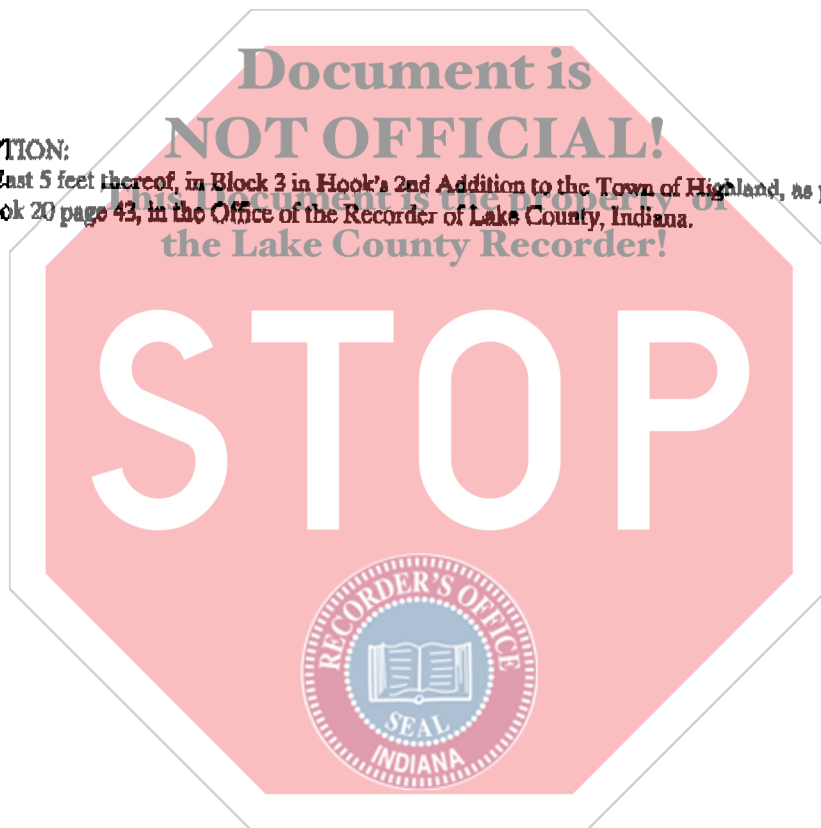 Document is
NOT OFFICIAL!
TION:
East 5 feet thereof, in Block 3 in Hook's 2nd Addition to the Town of Highland, as p
This Document is the property of
ok 20 page 43, in the Office of the Recorder of Lake County, Indiana.
the Lake County Recorder!
STOP
RECORDER'S OFFICE
SEAL
INDIANA